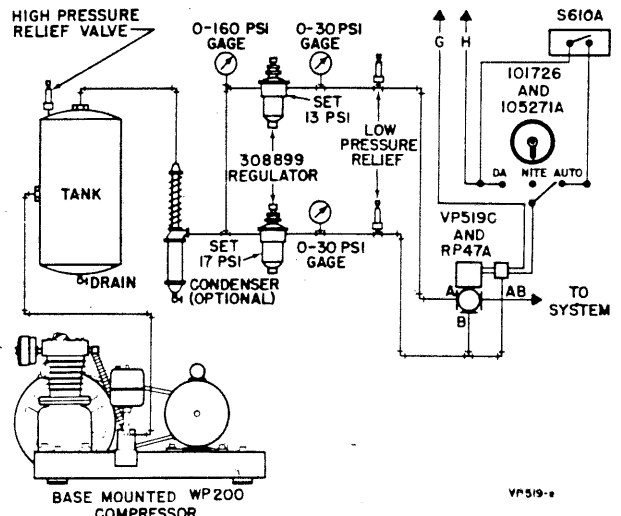 HIGH PRESSURE
RELIEF VALVE
0-160 PSI
GAGE
0-30 PSI
GAGE
G
H
S610A
101726
AND
105271A
SET
13 PSI
LOW
PRESSURE
RELIEF
308899
REGULATOR
TANK
DA
NITE
AUTO
VP519C
AND
RP47A
SET
17 PSI
0-30 PSI
GAGE
DRAIN
CONDENSER
(OPTIONAL)
A
AB
B
TO
SYSTEM
BASE MOUNTED WP200
COMPRESSOR
VP519-e